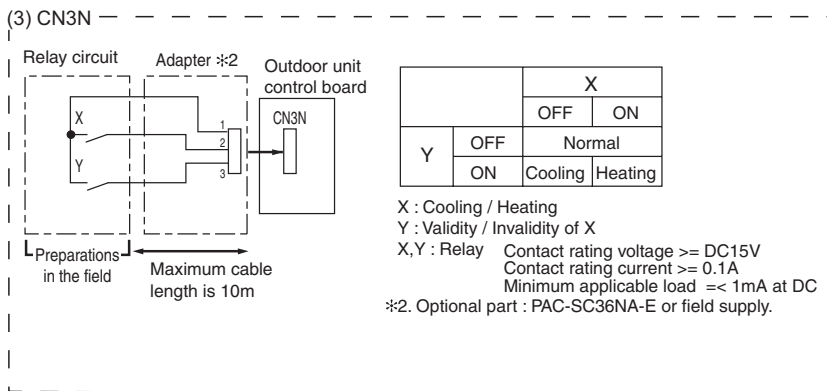 (3) CN3N
Relay circuit
Adapter ✻2
Outdoor unit
control board
X
Y
1
2
3
CN3N
Preparations
in the field
Maximum cable
length is 10m
X
OFF ON
Y OFF Normal
ON Cooling Heating
X : Cooling / Heating
Y : Validity / Invalidity of X
X,Y : Relay Contact rating voltage >= DC15V
Contact rating current >= 0.1A
Minimum applicable load =< 1mA at DC
✻2. Optional part : PAC-SC36NA-E or field supply.